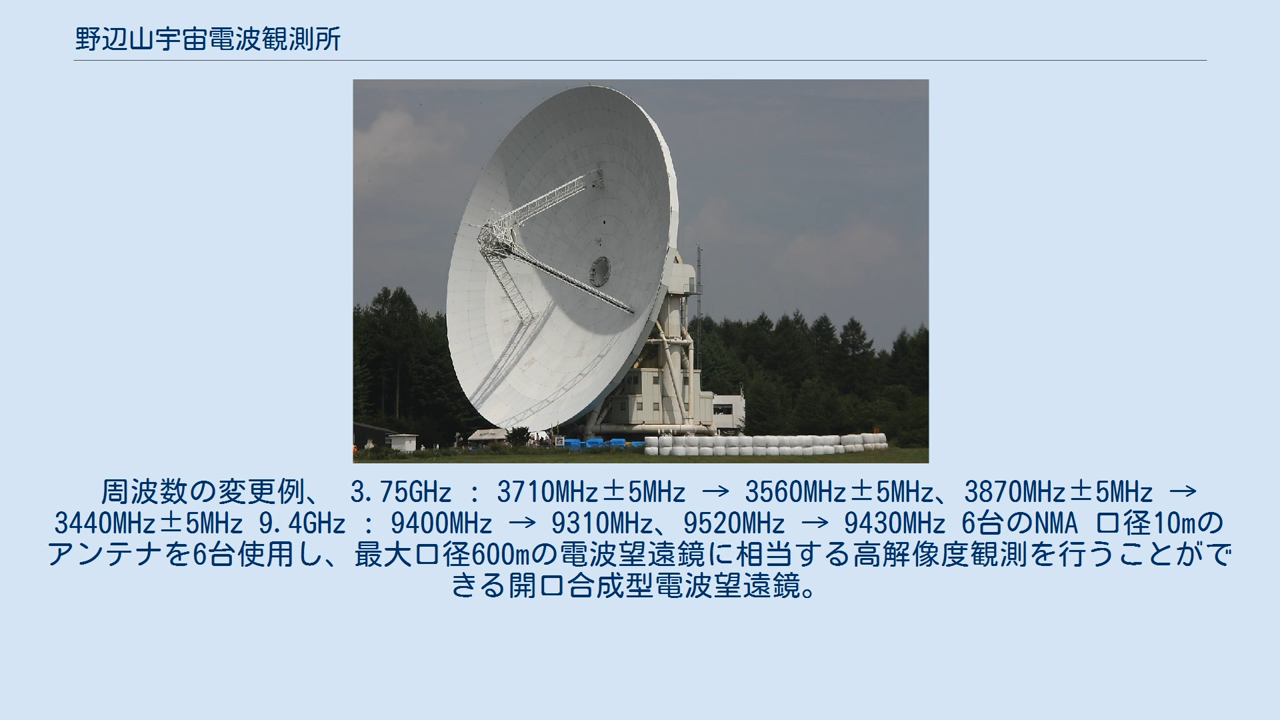 野辺山宇宙電波観測所
周波数の変更例、 3.75GHz : 3710MHz±5MHz → 3560MHz±5MHz、3870MHz±5MHz →
3440MHz±5MHz 9.4GHz : 9400MHz → 9310MHz、9520MHz → 9430MHz 6台のNMA 口径10mの
アンテナを6台使用し、最大口径600mの電波望遠鏡に相当する高解像度観測を行うことがで
きる開口合成型電波望遠鏡。